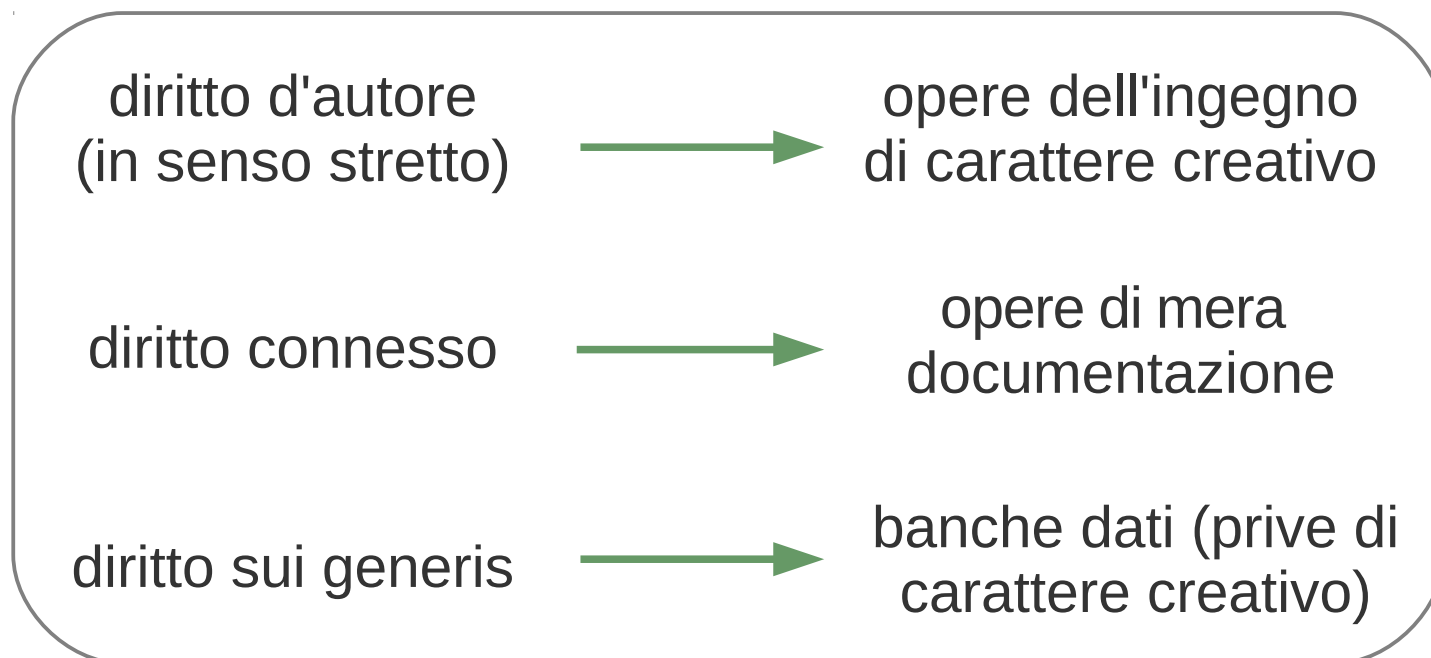 diritto d'autore
(in senso stretto)
opere dell'ingegno
di carattere creativo
diritto connesso
opere di mera
documentazione
diritto sui generis
banche dati (prive di
carattere creativo)